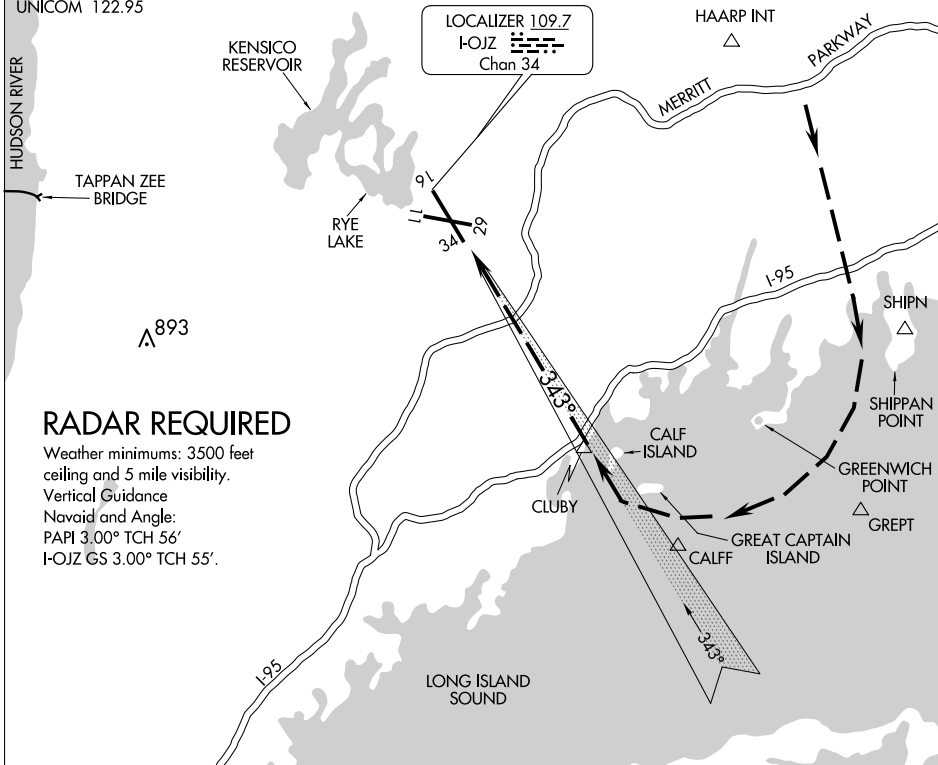 UNICOM 122.95
HUDSON RIVER
KENSICO
RESERVOIR
LOCALIZER 109.7
I-OJZ
Chan 34
HAARP INT
MERRITT
PARKWAY
TAPPAN ZEE
BRIDGE
RYE
LAKE
16
11
29
34
893
I-95
SHIPN
SHIPPAN
POINT
343°
CALF
ISLAND
GREENWICH
POINT
CLUBY
GREPT
GREAT CAPTAIN
ISLAND
CALFF
343°
RADAR REQUIRED
Weather minimums: 3500 feet
ceiling and 5 mile visibility.
Vertical Guidance
Navaid and Angle:
PAPI 3.00° TCH 56'
I-OJZ GS 3.00° TCH 55'.
I-95
LONG ISLAND
SOUND